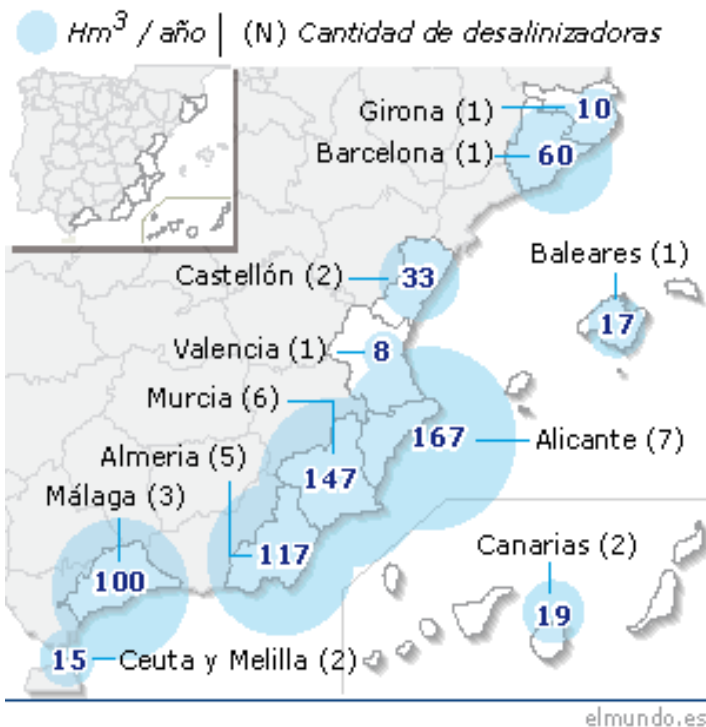 Hm³ / año | (N) Cantidad de desalinizadoras
Girona (1) 10
Barcelona (1) 60
Baleares (1)
17
Castellón (2) 33
Valencia (1) 8
Murcia (6)
147
167 Alicante (7)
Almeria (5)
117
Málaga (3)
100
Canarias (2)
19
15 Ceuta y Melilla (2)
elmundo.es